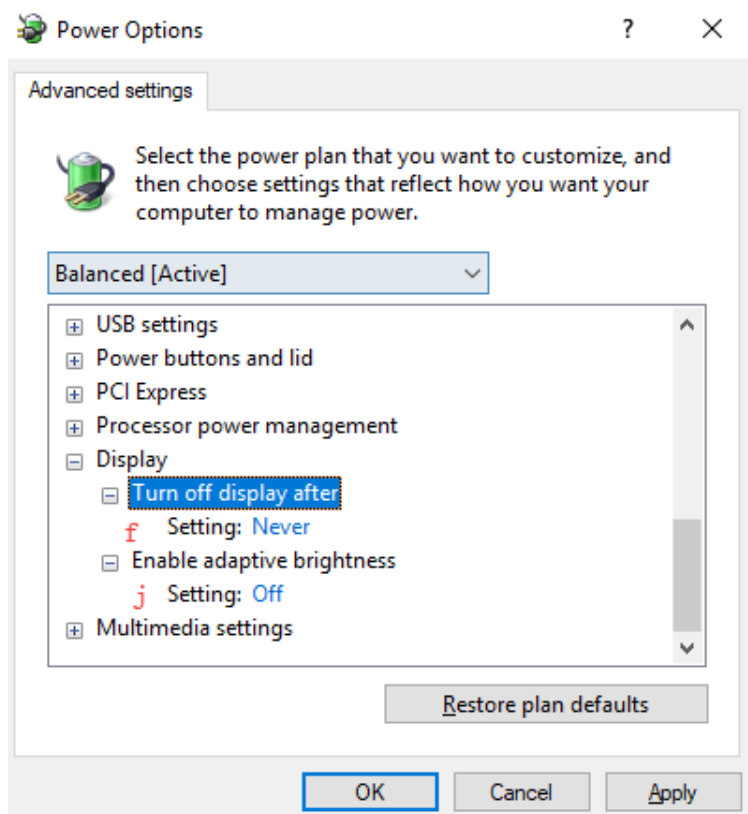 Power Options
?
Advanced settings
Select the power plan that you want to customize, and
then choose settings that reflect how you want your
computer to manage power.
Balanced [Active]
USB settings
Power buttons and lid
PCI Express
Processor power management
Display
Turn off display after
f Setting: Never
Enable adaptive brightness
j Setting: Off
Multimedia settings
Restore plan defaults
OK Cancel Apply